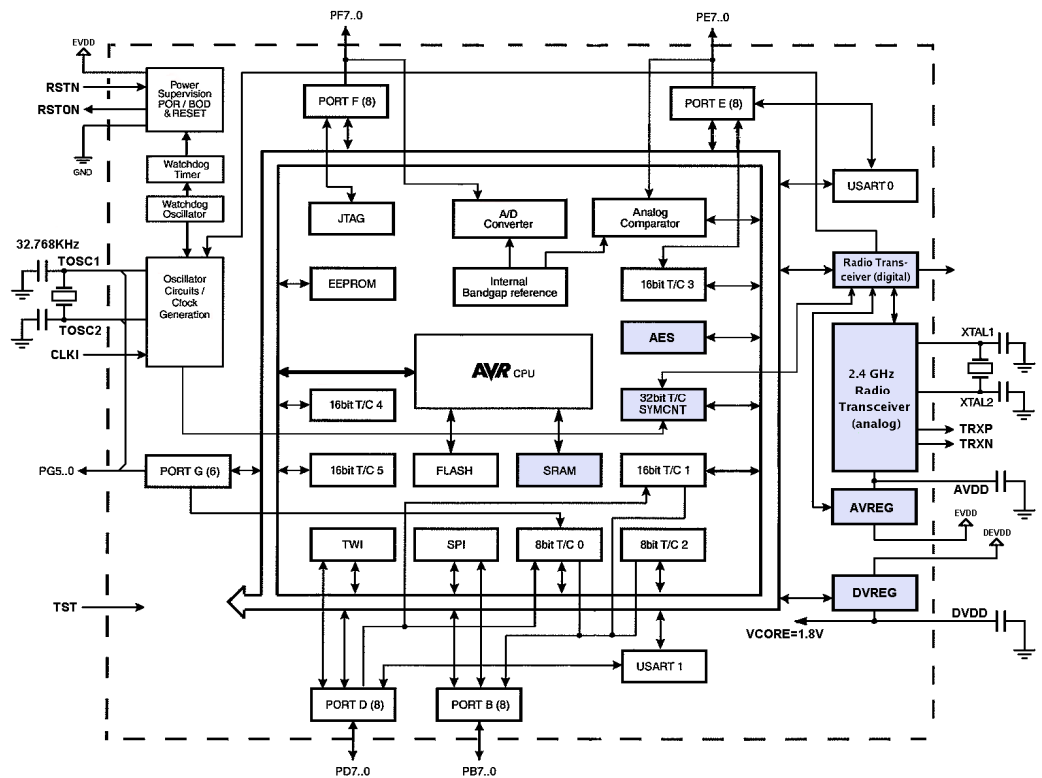 PF7..0
PE7..0
EVDD
RSTN
RSTON
GND
Power
Supervision
POR / BOD
& RESET
PORT F (8)
PORT E (8)
Watchdog
Timer
Watchdog
Oscillator
JTAG
A/D
Converter
Analog
Comparator
USART 0
32.768KHz
TOSC1
TOSC2
CLKI
Oscillator
Circuits /
Clock
Generation
EEPROM
Internal
Bandgap reference
16bit T/C 3
Radio Trans-
ceiver (digital)
AES
AVR CPU
XTAL1
XTAL2
2.4 GHz
Radio
Transceiver
(analog)
TRXP
TRXN
16bit T/C 4
32bit T/C
SYMCNT
PG5..0
PORT G (6)
16bit T/C 5
FLASH
SRAM
16bit T/C 1
AVDD
AVREG
EVDD
DEVDD
TWI
SPI
8bit T/C 0
8bit T/C 2
TST
DVREG
DVDD
VCORE=1.8V
USART 1
PORT D (8)
PORT B (8)
PD7..0
PB7..0